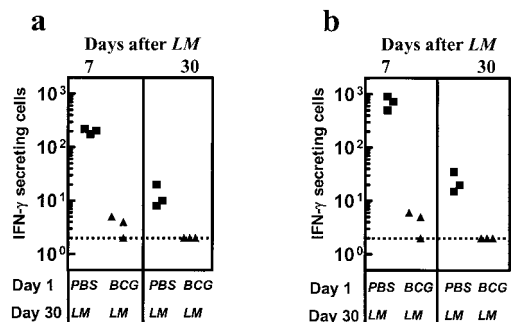 a
Days after LM
7 30
IFN-γ secreting cells
10³
10²
10¹
10⁰
Day 1 PBS BCG PBS BCG
Day 30 LM LM LM LM
b
Days after LM
7 30
IFN-γ secreting cells
10³
10²
10¹
10⁰
Day 1 PBS BCG PBS BCG
Day 30 LM LM LM LM